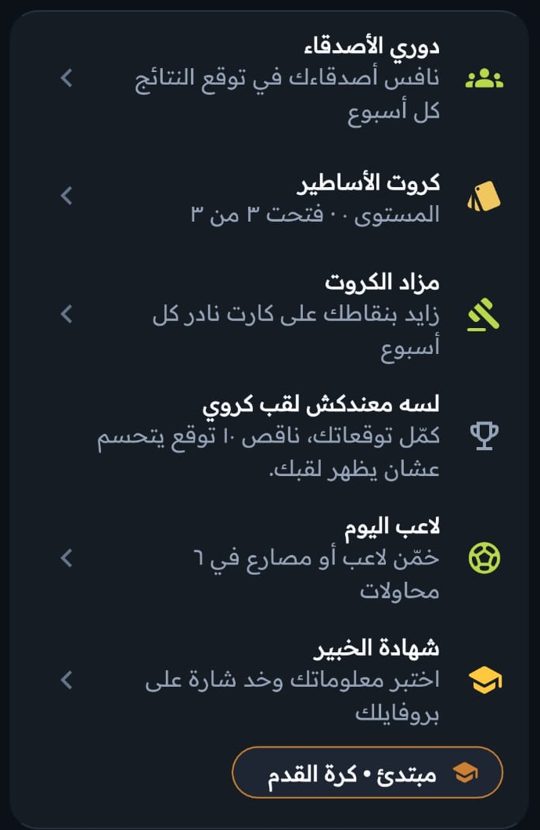 دوري الأصدقاء
نافس أصدقاءك في توقع النتائج
كل أسبوع
كروت الأساطير
المستوى ٠ · فتحت ٣ من ٣
مزاد الكروت
زايد بنقاطك على كارت نادر كل
أسبوع
لسه معندكش لقب كروي
كمّل توقعاتك، ناقص ١٠ توقع يتحسم
عشان يظهر لقبك.
لاعب اليوم
خمّن لاعب أو مصارع في ٦
محاولات
شهادة الخبير
اختبر معلوماتك وخد شارة على
بروفايلك
مبتدئ • كرة القدم